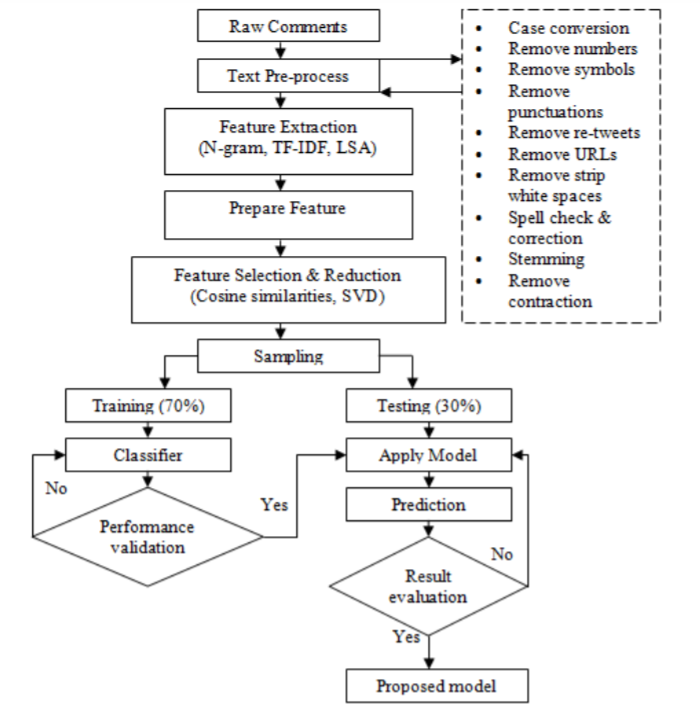 Raw Comments
Text Pre-process
• Case conversion
• Remove numbers
• Remove symbols
• Remove
punctuations
• Remove re-tweets
• Remove URLs
• Remove strip
white spaces
• Spell check &
correction
• Stemming
• Remove
contraction
Feature Extraction
(N-gram, TF-IDF, LSA)
Prepare Feature
Feature Selection & Reduction
(Cosine similarities, SVD)
Sampling
Training (70%)
Testing (30%)
Classifier
Apply Model
No
Yes
Performance
validation
Prediction
No
Result
evaluation
Yes
Proposed model